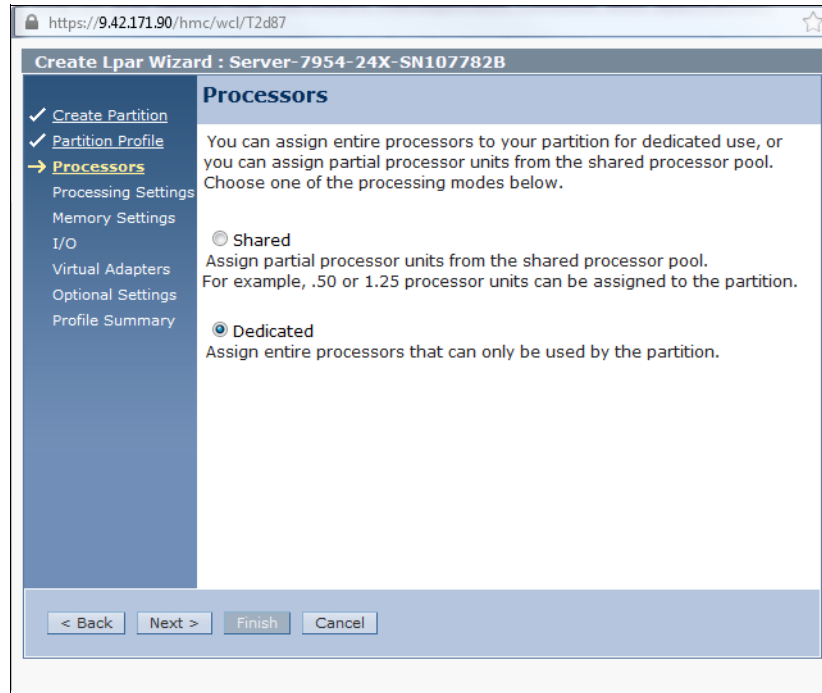 https://9.42.171.90/hmc/wcl/T2d87
Create Lpar Wizard : Server-7954-24X-SN107782B
Create Partition
Partition Profile
Processors
Processing Settings
Memory Settings
I/O
Virtual Adapters
Optional Settings
Profile Summary
Processors
You can assign entire processors to your partition for dedicated use, or
you can assign partial processor units from the shared processor pool.
Choose one of the processing modes below.
Shared
Assign partial processor units from the shared processor pool.
For example, .50 or 1.25 processor units can be assigned to the partition.
Dedicated
Assign entire processors that can only be used by the partition.
< Back
Next >
Finish
Cancel